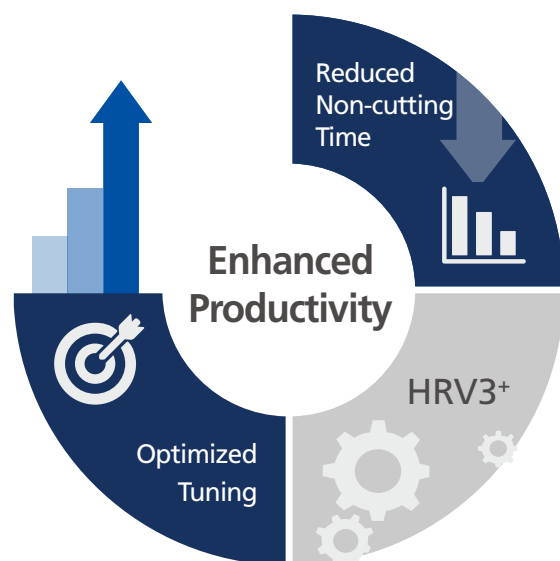 Reduced
Non-cutting
Time
Enhanced
Productivity
HRV3⁺
Optimized
Tuning